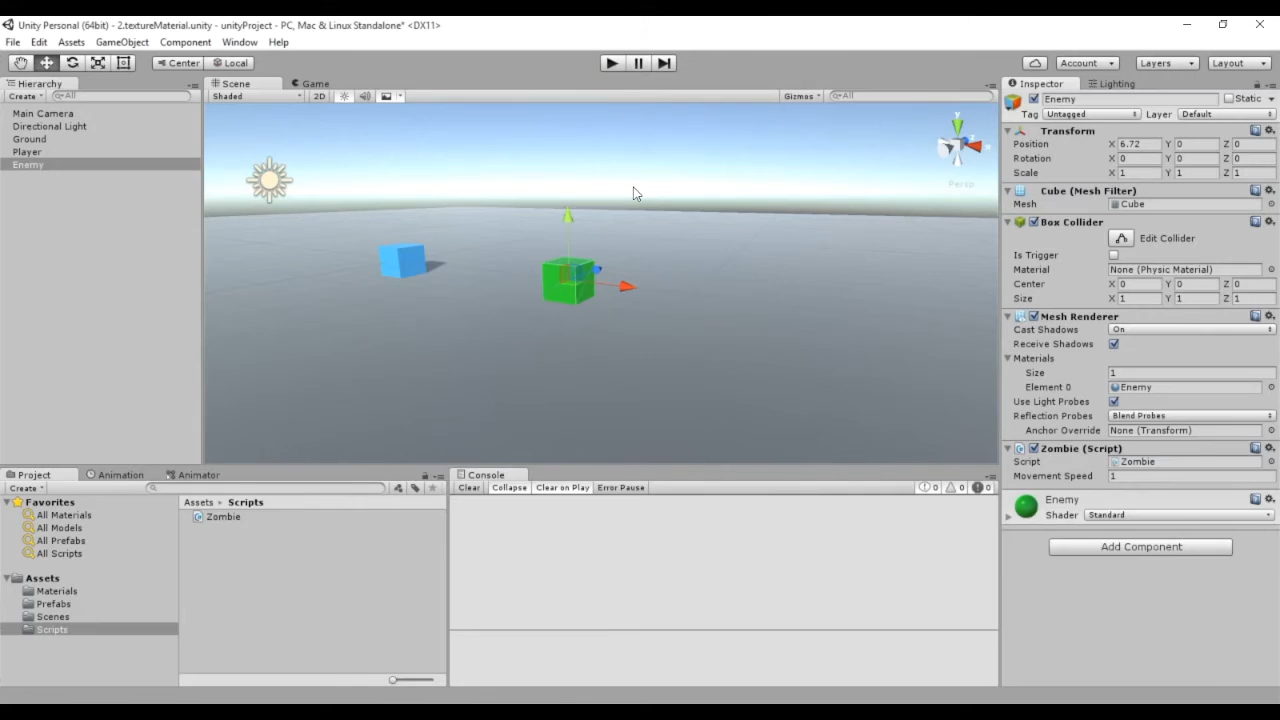 Unity Personal (64bit) - 2.textureMaterial.unity - unityProject - PC, Mac & Linux Standalone* <DX11>
File Edit Assets GameObject Component Window Help
Center Local Account Layers Layout
Hierarchy
Create All
Main Camera
Directional Light
Ground
Player
Enemy
Scene Game
Shaded 2D Gizmos All
y
x
z
Persp
Inspector Lighting
Enemy Static
Tag Untagged Layer Default
Transform
Position X 6.72 Y 0 Z 0
Rotation X 0 Y 0 Z 0
Scale X 1 Y 1 Z 1
Cube (Mesh Filter)
Mesh Cube
Box Collider
Edit Collider
Is Trigger
Material None (Physic Material)
Center X 0 Y 0 Z 0
Size X 1 Y 1 Z 1
Mesh Renderer
Cast Shadows On
Receive Shadows
Materials
Size 1
Element 0 Enemy
Use Light Probes
Reflection Probes Blend Probes
Anchor Override None (Transform)
Zombie (Script)
Script Zombie
Movement Speed 1
Enemy
Shader Standard
Add Component
Project Animation Animator
Create
Favorites
All Materials
All Models
All Prefabs
All Scripts
Assets
Materials
Prefabs
Scenes
Scripts
Assets Scripts
Zombie
Console
Clear Collapse Clear on Play Error Pause 0 0 0